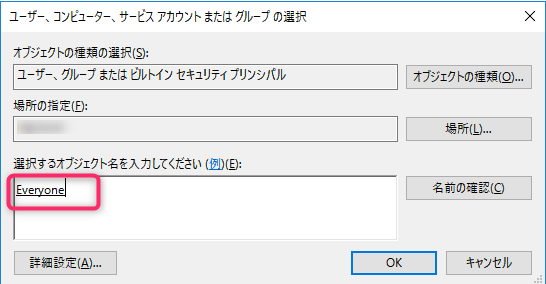 ユーザー、コンピューター、サービス アカウント または グループ の選択
オブジェクトの種類の選択(S):
ユーザー、グループ または ビルトイン セキュリティ プリンシパル
オブジェクトの種類(O)...
場所の指定(F):
場所(L)...
選択するオブジェクト名を入力してください (例)(E):
Everyone
名前の確認(C)
詳細設定(A)...
OK
キャンセル